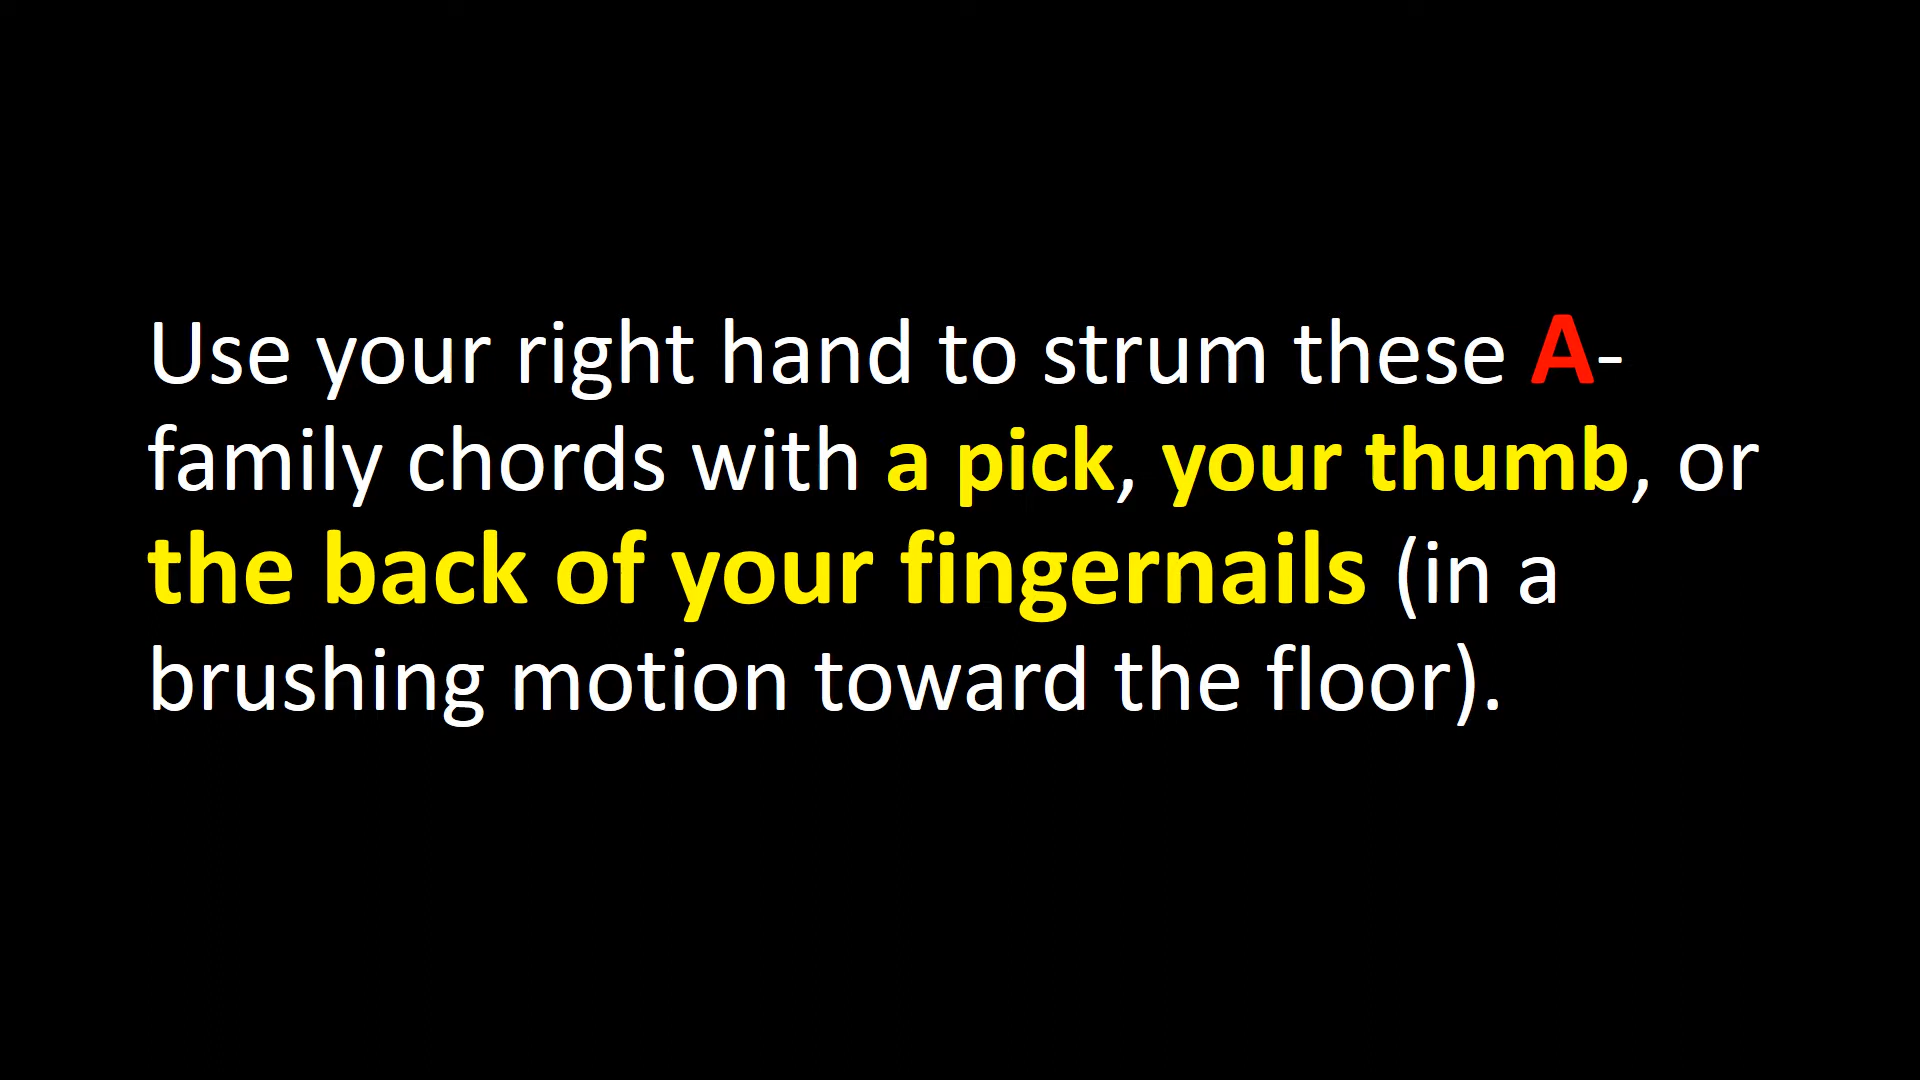 Use your right hand to strum these A-
family chords with a pick, your thumb, or
the back of your fingernails (in a
brushing motion toward the floor).